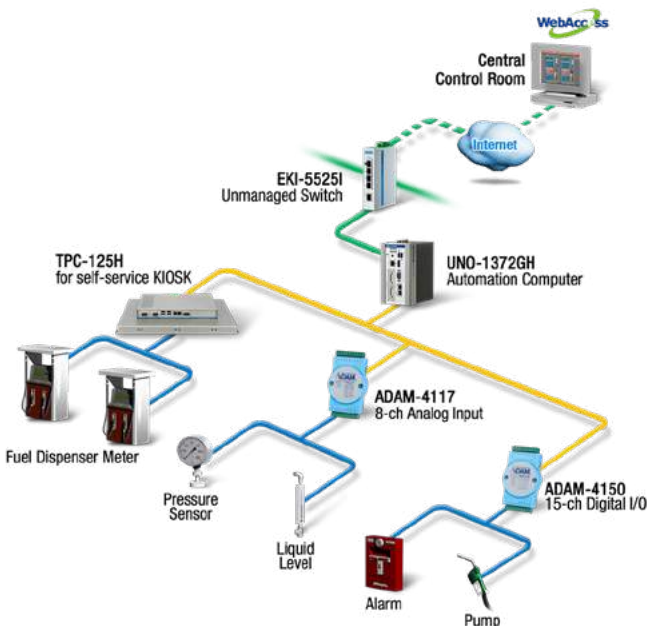 WebAccess
Central
Control Room
Internet
EKI-5525I
Unmanaged Switch
TPC-125H
for self-service KIOSK
UNO-1372GH
Automation Computer
ADAM-4117
8-ch Analog Input
Fuel Dispenser Meter
Pressure
Sensor
ADAM-4150
15-ch Digital I/O
Liquid
Level
Alarm
Pump
ADAM
ADAM